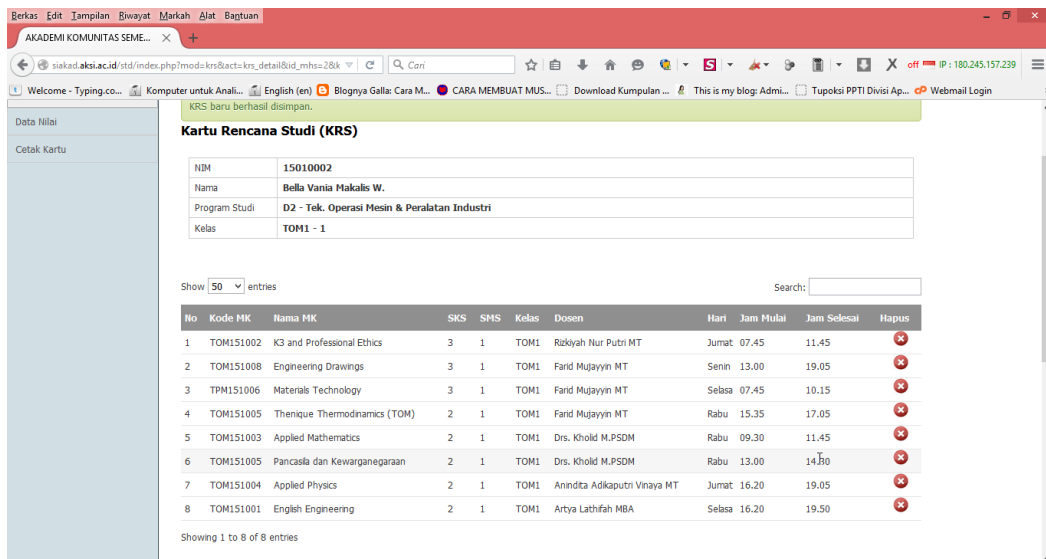 Berkas Edit Tampilan Riwayat Markah Alat Bantuan
AKADEMI KOMUNITAS SEME... × +
siakad.aksi.ac.id/std/index.php?mod=krs&act=krs_detail&id_mhs=2&k Cari off IP : 180.245.157.239
Welcome - Typing.co... Komputer untuk Anali... English (en) Blognya Galla: Cara M... CARA MEMBUAT MUS... Download Kumpulan ... This is my blog: Admi... Tupoksi PPTI Divisi Ap... Webmail Login
KRS baru berhasil disimpan.
Data Nilai
Cetak Kartu
Kartu Rencana Studi (KRS)
NIM 15010002
Nama Bella Vania Makalis W.
Program Studi D2 - Tek. Operasi Mesin & Peralatan Industri
Kelas TOM1 - 1
Show 50 entries Search:
No Kode MK Nama MK SKS SMS Kelas Dosen Hari Jam Mulai Jam Selesai Hapus
1 TOM151002 K3 and Professional Ethics 3 1 TOM1 Rizkiyah Nur Putri MT Jumat 07.45 11.45
2 TOM151008 Engineering Drawings 3 1 TOM1 Farid Mujayyin MT Senin 13.00 19.05
3 TPM151006 Materials Technology 3 1 TOM1 Farid Mujayyin MT Selasa 07.45 10.15
4 TOM151005 Thenique Thermodinamics (TOM) 2 1 TOM1 Farid Mujayyin MT Rabu 15.35 17.05
5 TOM151003 Applied Mathematics 2 1 TOM1 Drs. Kholid M.PSDM Rabu 09.30 11.45
6 TOM151005 Pancasila dan Kewarganegaraan 2 1 TOM1 Drs. Kholid M.PSDM Rabu 13.00 14.30
7 TOM151004 Applied Physics 2 1 TOM1 Anindita Adikaputri Vinaya MT Jumat 16.20 19.05
8 TOM151001 English Engineering 2 1 TOM1 Artya Lathifah MBA Selasa 16.20 19.50
Showing 1 to 8 of 8 entries